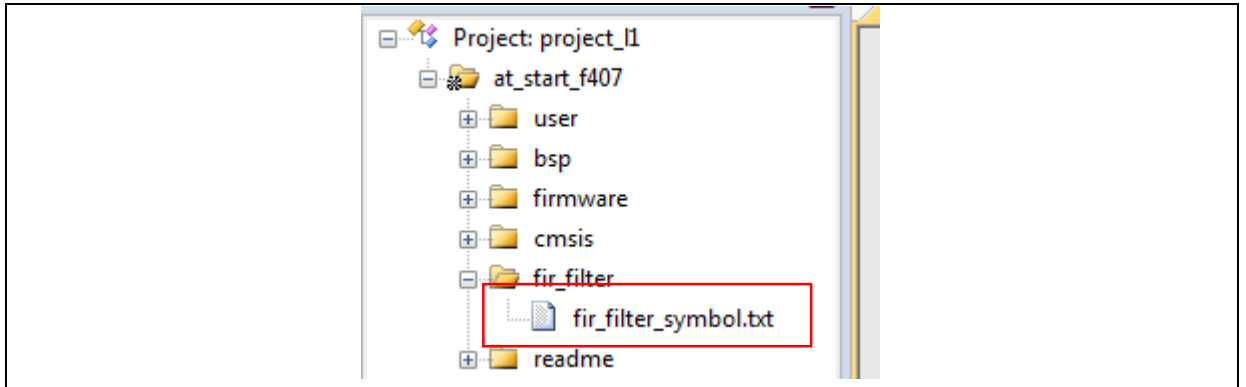 Project: project_l1
at_start_f407
user
bsp
firmware
cmsis
fir_filter
fir_filter_symbol.txt
readme